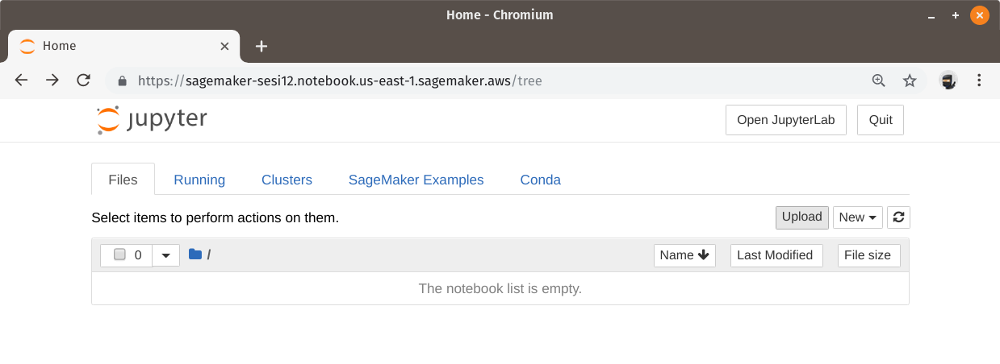 Home - Chromium
Home
https://sagemaker-sesi12.notebook.us-east-1.sagemaker.aws/tree
jupyter
Open JupyterLab Quit
Files Running Clusters SageMaker Examples Conda
Select items to perform actions on them.
Upload New
0 / Name Last Modified File size
The notebook list is empty.